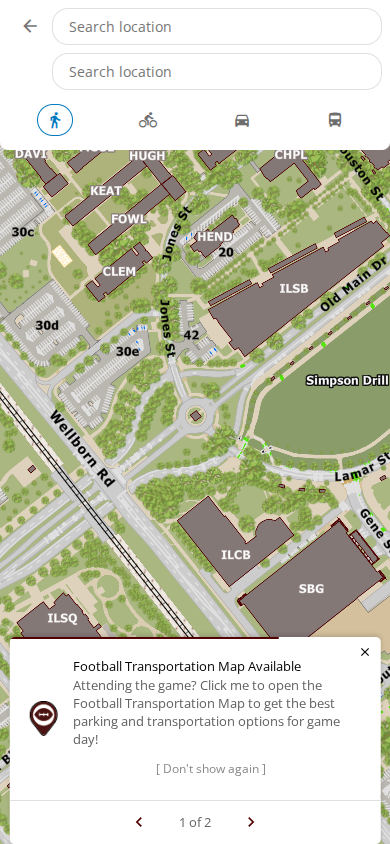 Search location
Search location
DAVI
HUGH
CHPL
KEAT
FOWL
Jones St
30c
HEND
20
CLEM
ILSB
Old Main Dr
30d
Jones St
42
30e
Simpson Drill
Wellborn Rd
Lamar St
Gene S
ILCB
SBG
ILSQ
Football Transportation Map Available
Attending the game? Click me to open the
Football Transportation Map to get the best
parking and transportation options for game
day!
[ Don't show again ]
1 of 2